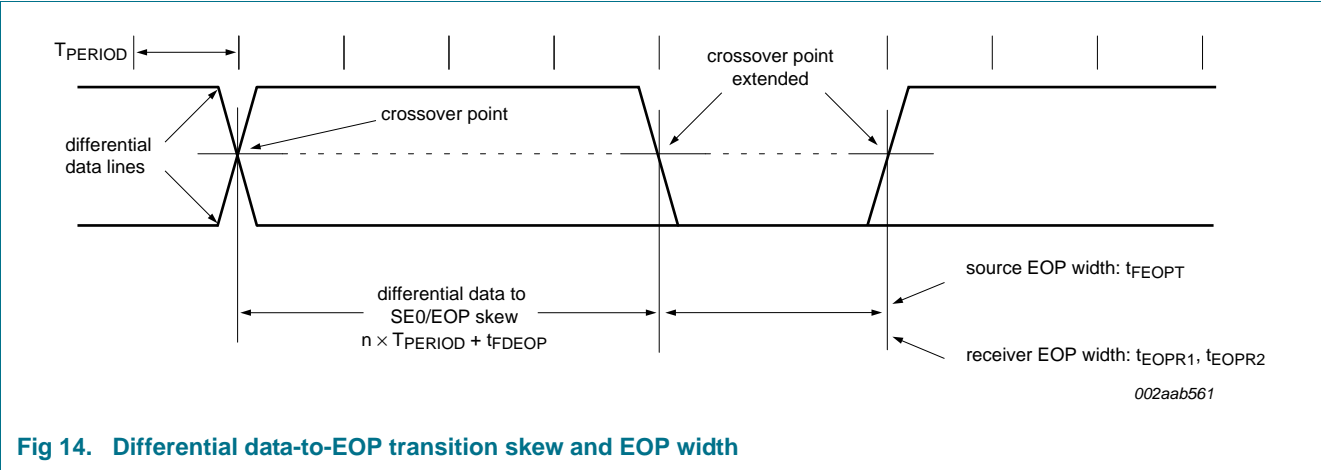 TPERIOD
crossover point
extended
crossover point
differential
data lines
differential data to
SE0/EOP skew
n × TPERIOD + tFDEOP
source EOP width: tFEOPT
receiver EOP width: tEOPR1, tEOPR2
002aab561
Fig 14. Differential data-to-EOP transition skew and EOP width